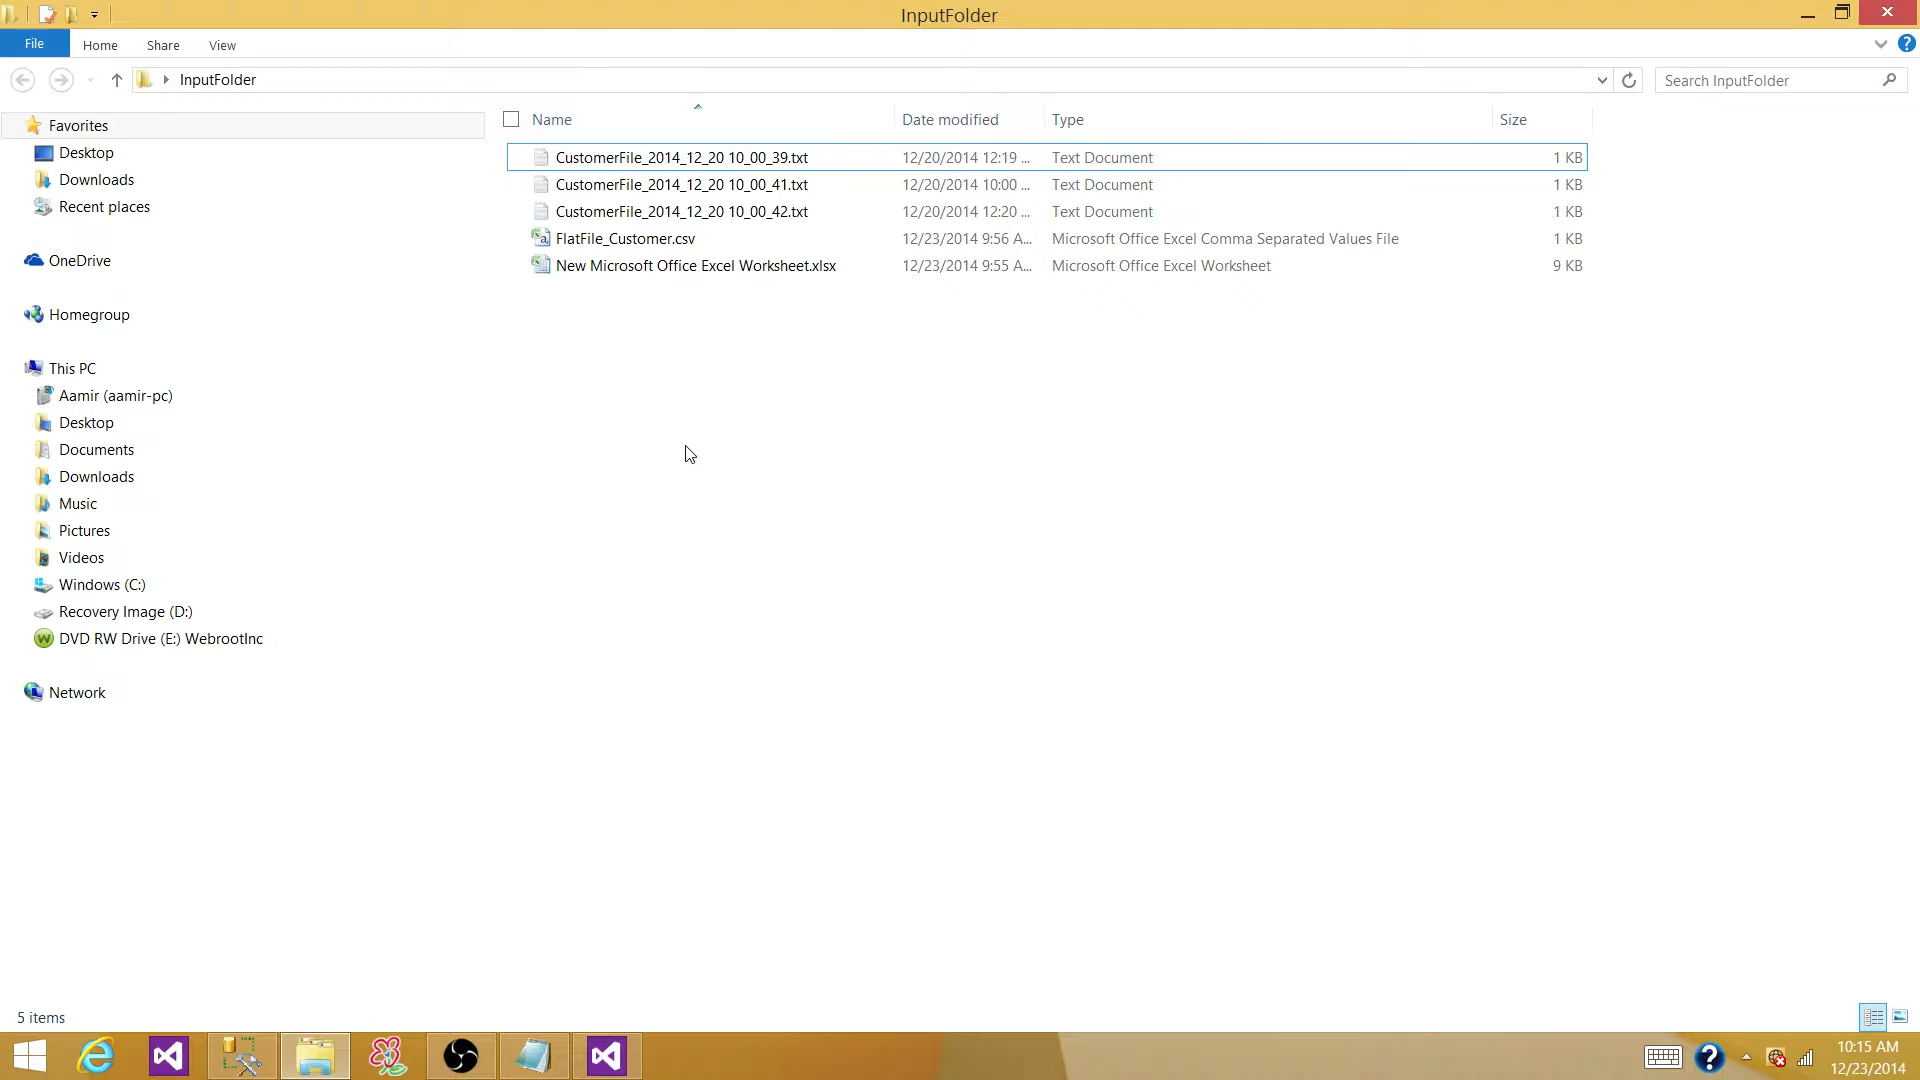 InputFolder
File Home Share View
InputFolder
Search InputFolder
Name Date modified Type Size
CustomerFile_2014_12_20 10_00_39.txt 12/20/2014 12:19 ... Text Document 1 KB
CustomerFile_2014_12_20 10_00_41.txt 12/20/2014 10:00 ... Text Document 1 KB
CustomerFile_2014_12_20 10_00_42.txt 12/20/2014 12:20 ... Text Document 1 KB
FlatFile_Customer.csv 12/23/2014 9:56 A... Microsoft Office Excel Comma Separated Values File 1 KB
New Microsoft Office Excel Worksheet.xlsx 12/23/2014 9:55 A... Microsoft Office Excel Worksheet 9 KB
Favorites
Desktop
Downloads
Recent places
OneDrive
Homegroup
This PC
Aamir (aamir-pc)
Desktop
Documents
Downloads
Music
Pictures
Videos
Windows (C:)
Recovery Image (D:)
DVD RW Drive (E:) WebrootInc
Network
5 items
10:15 AM
12/23/2014